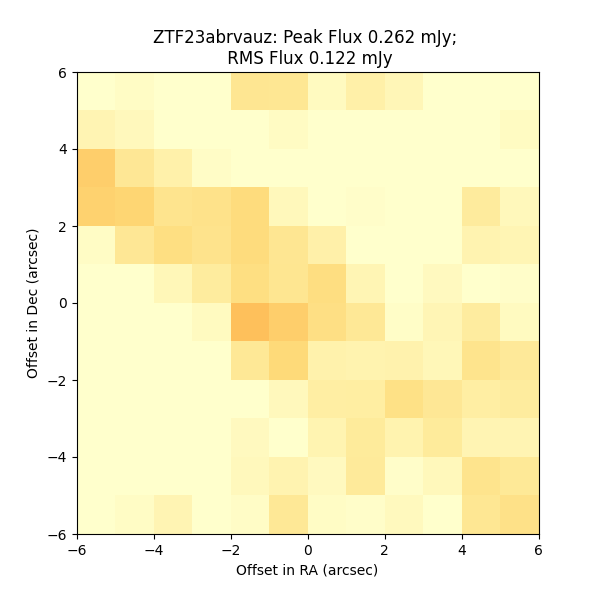 ZTF23abrvauz: Peak Flux 0.262 mJy;
RMS Flux 0.122 mJy
6
4
2
0
−2
−4
−6
Offset in Dec (arcsec)
−6 −4 −2 0 2 4 6
Offset in RA (arcsec)